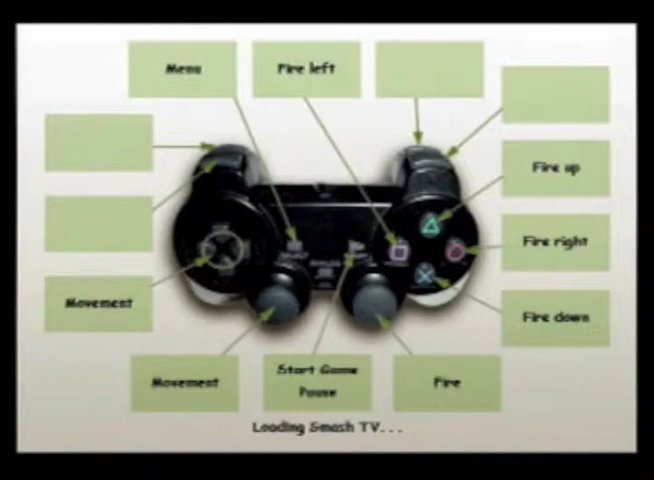 Menu
Fire left
Fire up
Fire right
Movement
Fire down
Movement
Start Game
Pause
Fire
Loading Smash TV...